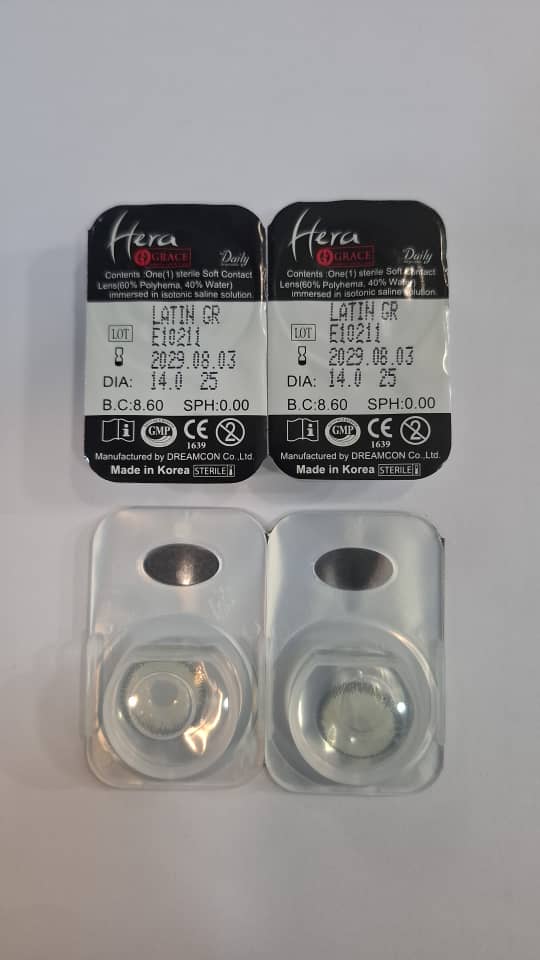 Hera
GRACE
Daily
Contents :One(1) sterile Soft Contact
Lens(60% Polyhema, 40% Water)
immersed in isotonic saline solution.
LATIN GR
LOT E10211
2029.08.03
DIA: 14.0 25
B.C:8.60 SPH:0.00
GMP CE 2
1639
Manufactured by DREAMCON Co.,Ltd.
Made in Korea STERILE
Hera
GRACE
Daily
Contents :One(1) sterile Soft Contact
Lens(60% Polyhema, 40% Water)
immersed in isotonic saline solution.
LATIN GR
LOT E10211
2029.08.03
DIA: 14.0 25
B.C:8.60 SPH:0.00
GMP CE 2
1639
Manufactured by DREAMCON Co.,Ltd.
Made in Korea STERILE